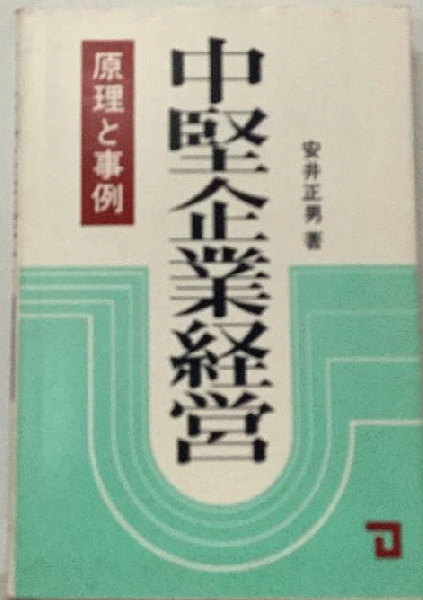 中堅企業経営
原理と事例
安井正男 著